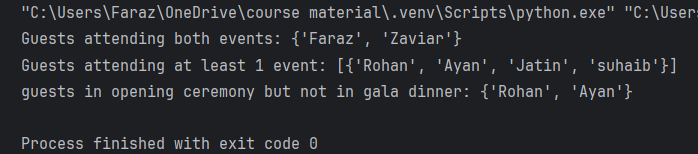 "C:\Users\Faraz\OneDrive\course material\.venv\Scripts\python.exe" "C:\User
Guests attending both events: {'Faraz', 'Zaviar'}
Guests attending at least 1 event: [{'Rohan', 'Ayan', 'Jatin', 'suhaib'}]
guests in opening ceremony but not in gala dinner: {'Rohan', 'Ayan'}
Process finished with exit code 0